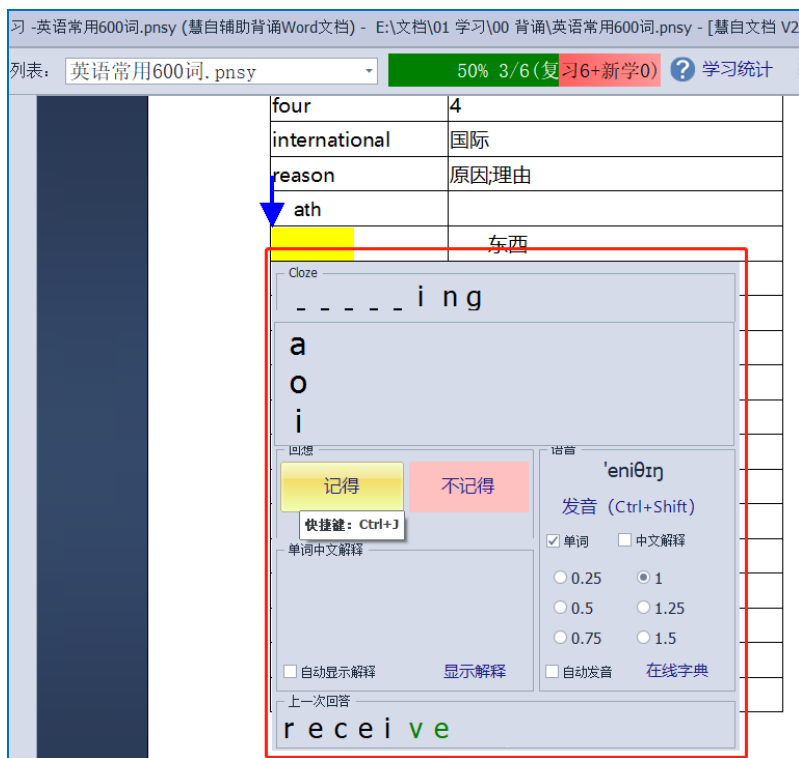 习 -英语常用600词.pnsy (慧自辅助背诵Word文档) - E:\文档\01 学习\00 背诵\英语常用600词.pnsy - [慧自文档 V2
列表: 英语常用600词.pnsy 50% 3/6(复习6+新学0) ? 学习统计
four 4
international 国际
reason 原因;理由
ath
东西
Cloze
_ _ _ _ _ i n g
a
o
i
回想
记得 不记得
快捷键: Ctrl+J
语音
'eniθɪŋ
发音 (Ctrl+Shift)
单词 中文解释
0.25 1
0.5 1.25
0.75 1.5
自动发音 在线字典
单词中文解释
自动显示解释 显示解释
上一次回答
r e c e i v e